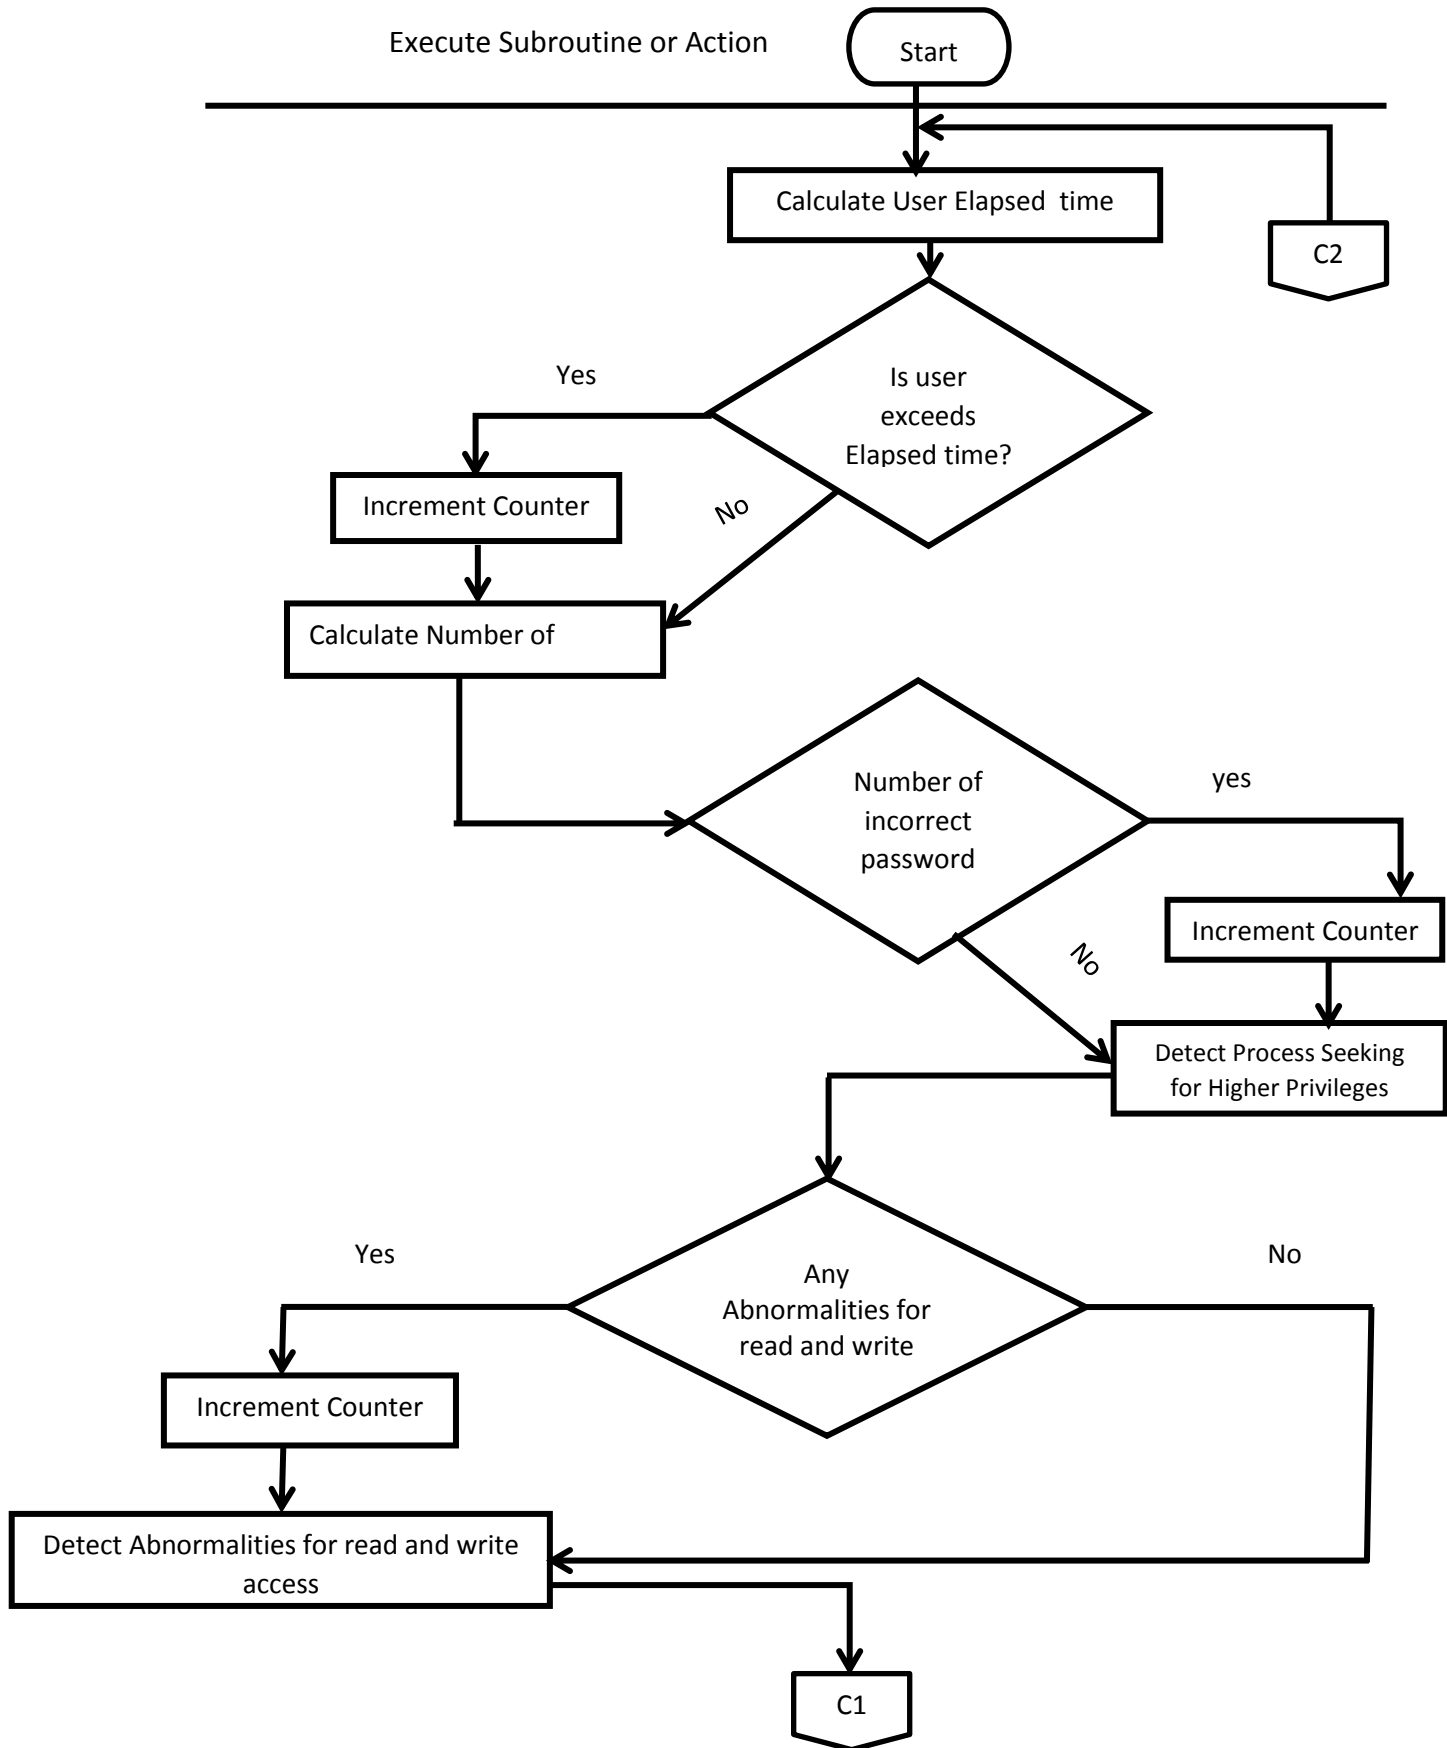 Execute Subroutine or Action
Start
Calculate User Elapsed time
C2
Yes
Is user
exceeds
Elapsed time?
Increment Counter
No
Calculate Number of
Number of
incorrect
password
yes
Increment Counter
No
Detect Process Seeking
for Higher Privileges
Yes
Any
Abnormalities for
read and write
No
Increment Counter
Detect Abnormalities for read and write
access
C1